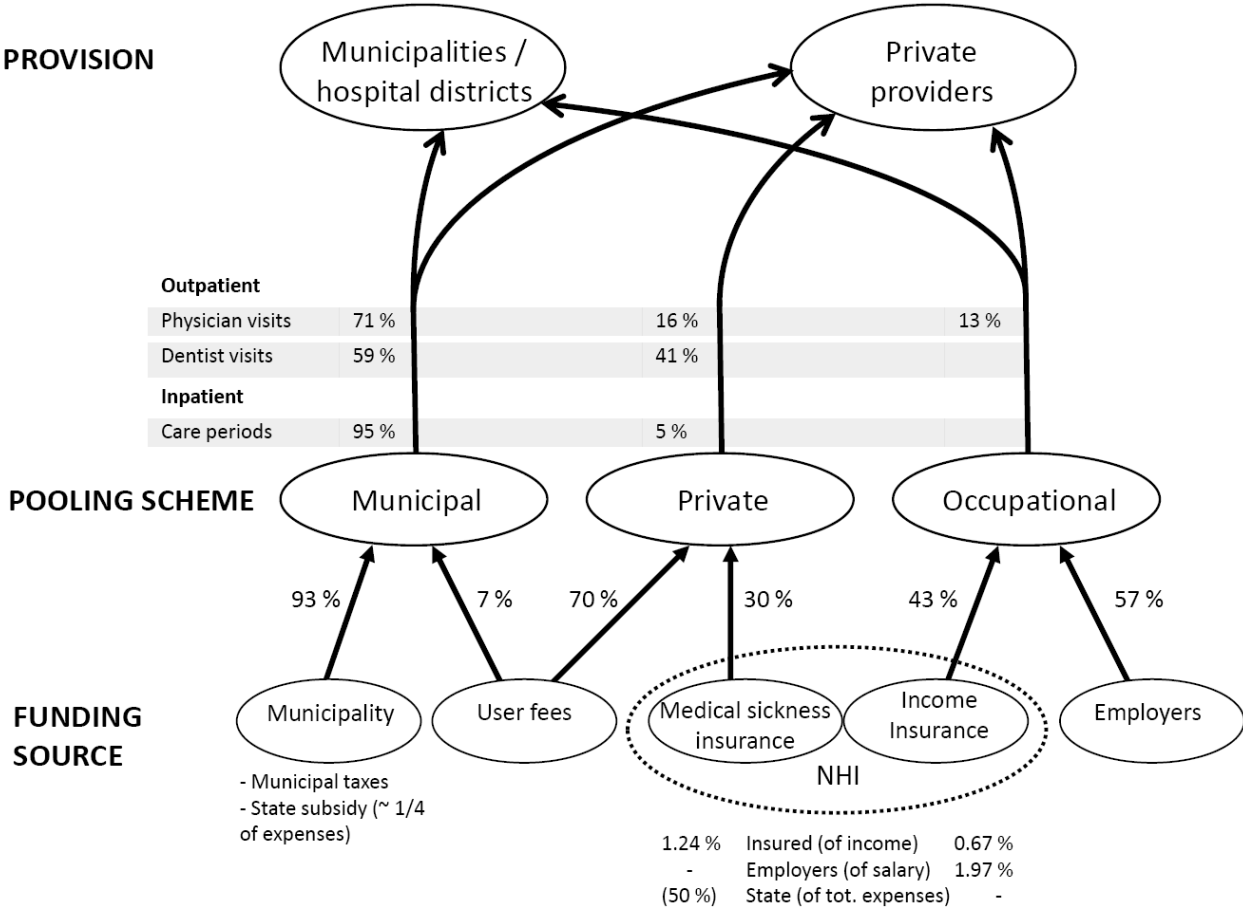 PROVISION
Municipalities /
hospital districts
Private
providers
Outpatient
Physician visits 71 % 16 % 13 %
Dentist visits 59 % 41 %
Inpatient
Care periods 95 % 5 %
POOLING SCHEME
Municipal
Private
Occupational
93 % 7 % 70 % 30 % 43 % 57 %
FUNDING
SOURCE
Municipality
User fees
Medical sickness
insurance
Income
Insurance
Employers
NHI
- Municipal taxes
- State subsidy (~ 1/4
of expenses)
1.24 % Insured (of income) 0.67 %
- Employers (of salary) 1.97 %
(50 %) State (of tot. expenses) -